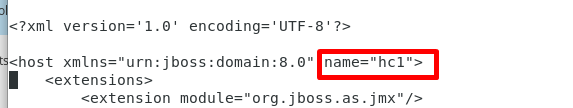 <?xml version='1.0' encoding='UTF-8'?>
<host xmlns="urn:jboss:domain:8.0" name="hc1">
<extensions>
<extension module="org.jboss.as.jmx"/>